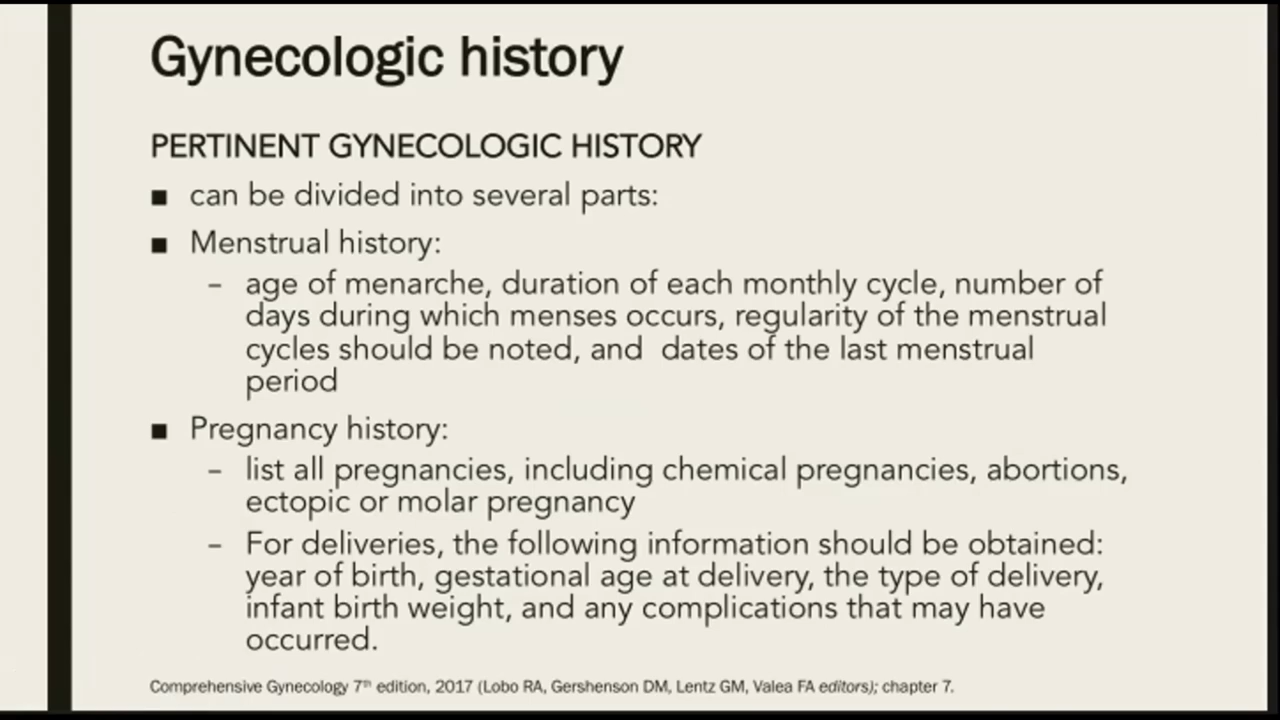 Gynecologic history
PERTINENT GYNECOLOGIC HISTORY
■ can be divided into several parts:
■ Menstrual history:
– age of menarche, duration of each monthly cycle, number of
days during which menses occurs, regularity of the menstrual
cycles should be noted, and  dates of the last menstrual
period
■ Pregnancy history:
– list all pregnancies, including chemical pregnancies, abortions,
ectopic or molar pregnancy
– For deliveries, the following information should be obtained:
year of birth, gestational age at delivery, the type of delivery,
infant birth weight, and any complications that may have
occurred.
Comprehensive Gynecology 7th edition, 2017 (Lobo RA, Gershenson DM, Lentz GM, Valea FA editors); chapter 7.